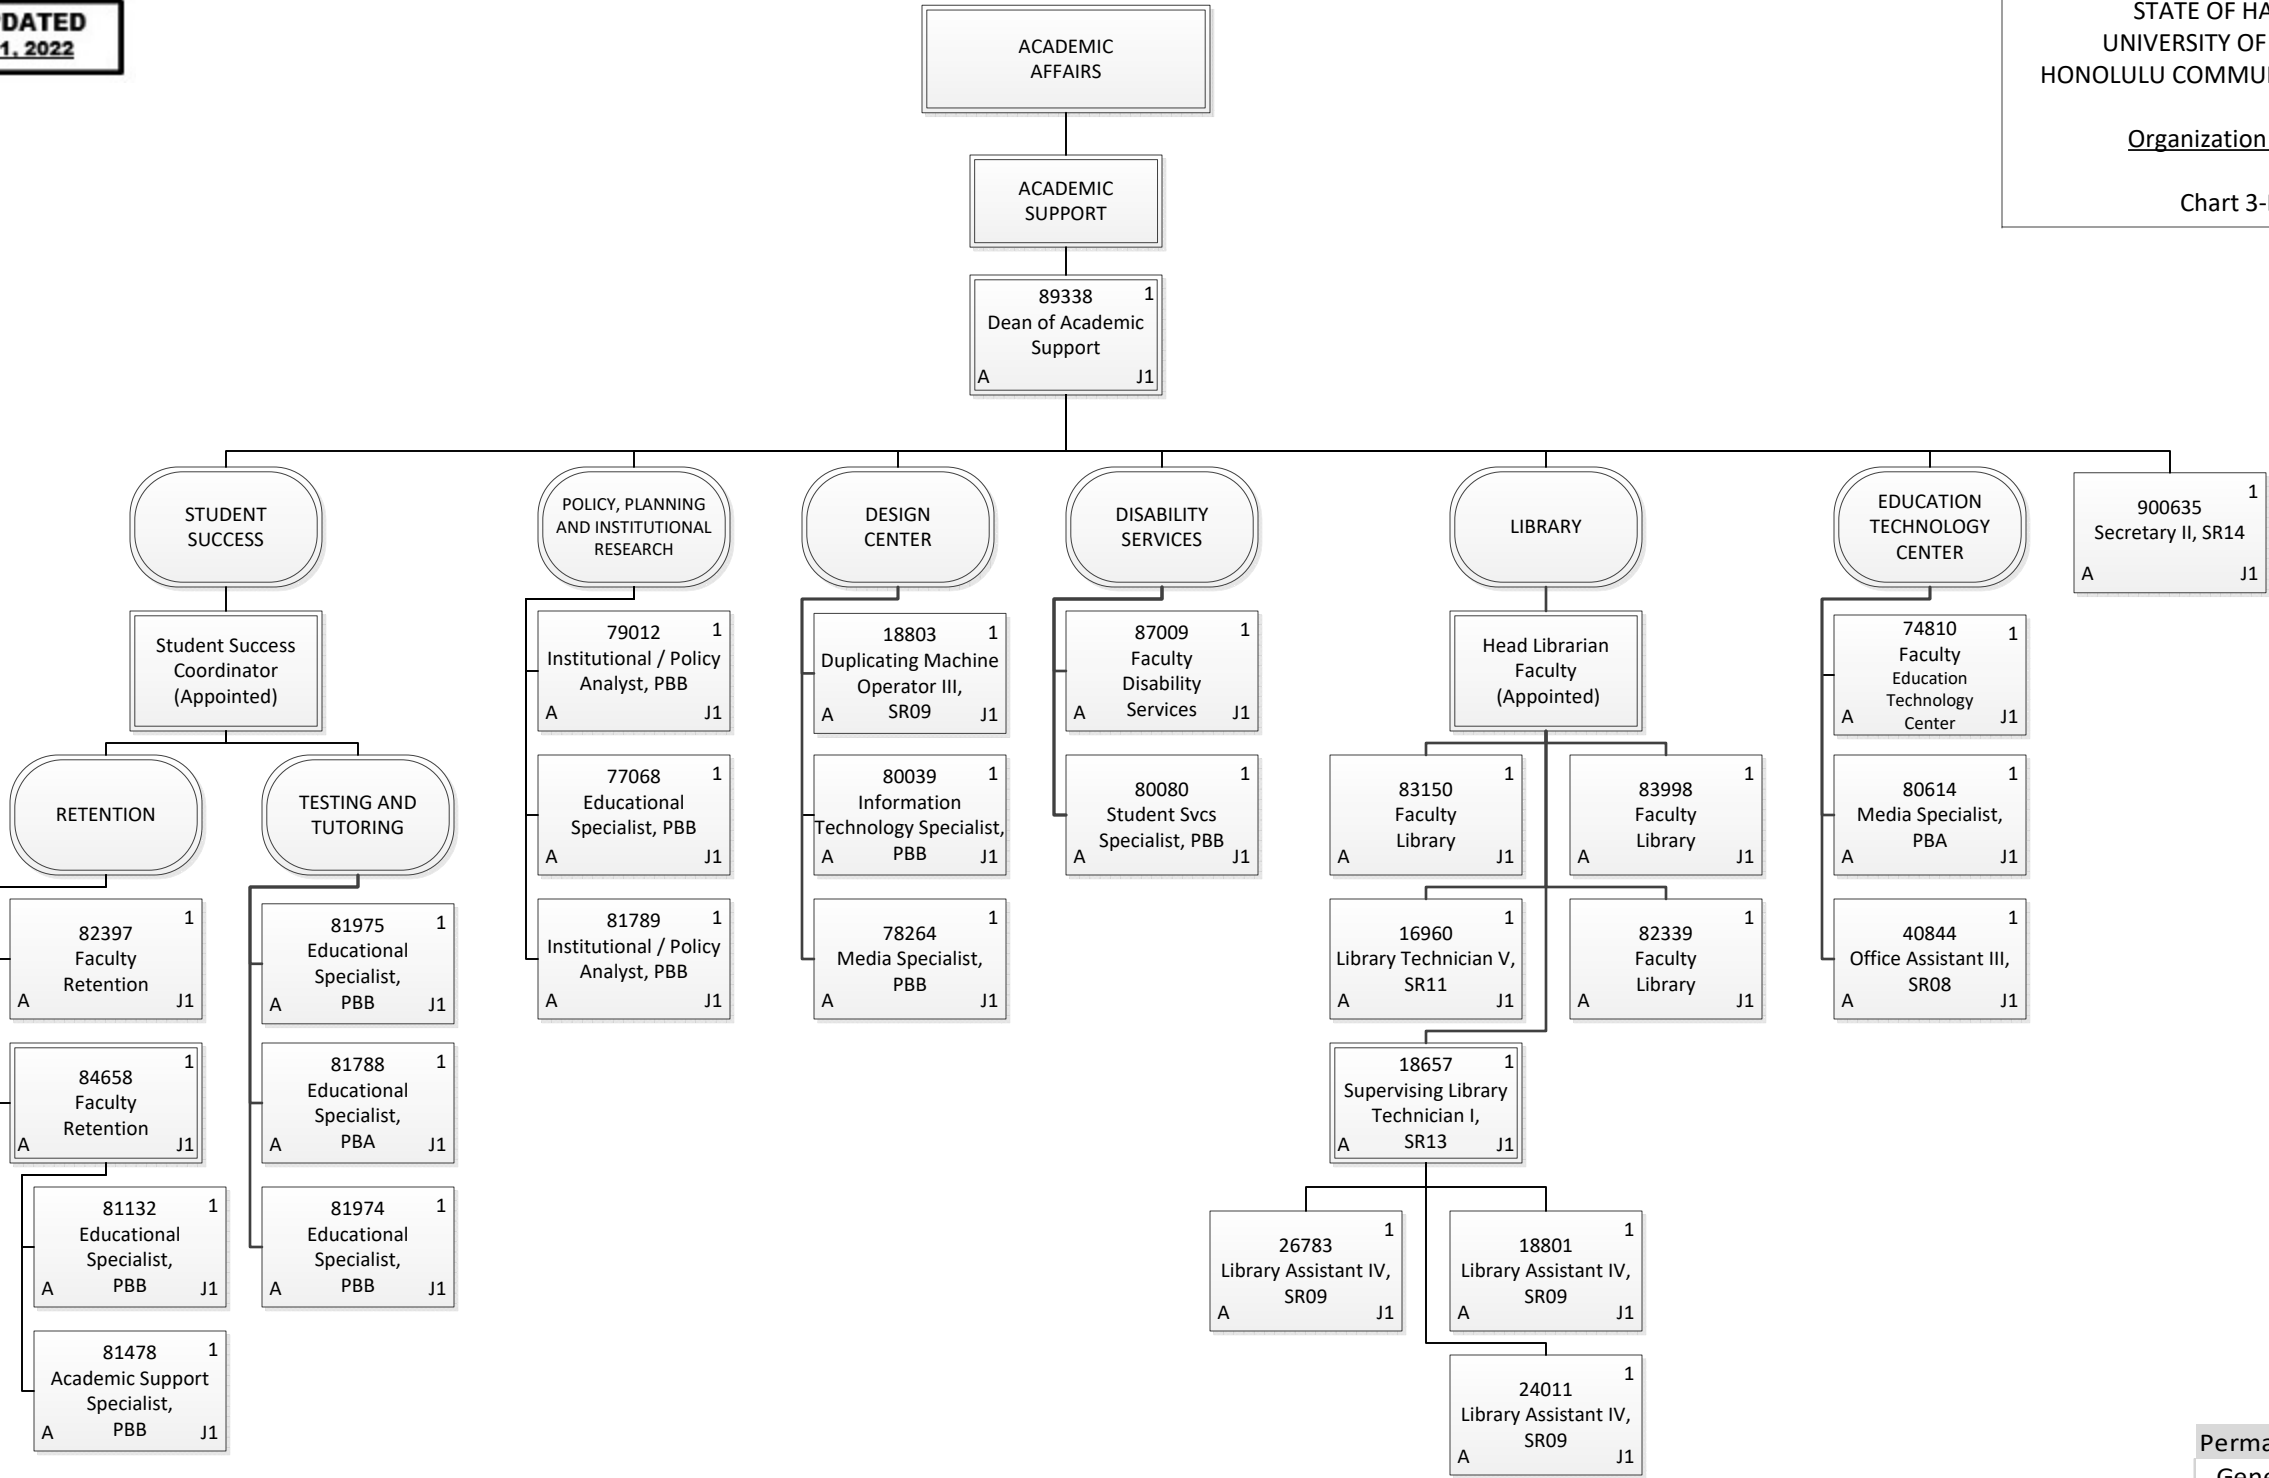 DATED
1, 2022
STATE OF HA
UNIVERSITY OF
HONOLULU COMMU
Organization
Chart 3-
ACADEMIC
AFFAIRS
ACADEMIC
SUPPORT
89338 1
Dean of Academic
Support
A J1
STUDENT
SUCCESS
Student Success
Coordinator
(Appointed)
RETENTION
82397 1
Faculty
Retention
A J1
84658 1
Faculty
Retention
A J1
81132 1
Educational
Specialist,
PBB
A J1
81478 1
Academic Support
Specialist,
PBB
A J1
TESTING AND
TUTORING
81975 1
Educational
Specialist,
PBB
A J1
81788 1
Educational
Specialist,
PBA
A J1
81974 1
Educational
Specialist,
PBB
A J1
POLICY, PLANNING
AND INSTITUTIONAL
RESEARCH
79012 1
Institutional / Policy
Analyst, PBB
A J1
77068 1
Educational
Specialist, PBB
A J1
81789 1
Institutional / Policy
Analyst, PBB
A J1
DESIGN
CENTER
18803 1
Duplicating Machine
Operator III,
SR09
A J1
80039 1
Information
Technology Specialist,
PBB
A J1
78264 1
Media Specialist,
PBB
A J1
DISABILITY
SERVICES
87009 1
Faculty
Disability
Services
A J1
80080 1
Student Svcs
Specialist, PBB
A J1
LIBRARY
Head Librarian
Faculty
(Appointed)
83150 1
Faculty
Library
A J1
83998 1
Faculty
Library
A J1
16960 1
Library Technician V,
SR11
A J1
82339 1
Faculty
Library
A J1
18657 1
Supervising Library
Technician I,
SR13
A J1
26783 1
Library Assistant IV,
SR09
A J1
18801 1
Library Assistant IV,
SR09
A J1
24011 1
Library Assistant IV,
SR09
A J1
EDUCATION
TECHNOLOGY
CENTER
74810 1
Faculty
Education
Technology
Center
A J1
80614 1
Media Specialist,
PBA
A J1
40844 1
Office Assistant III,
SR08
A J1
900635 1
Secretary II, SR14
A J1
Perma
Gene